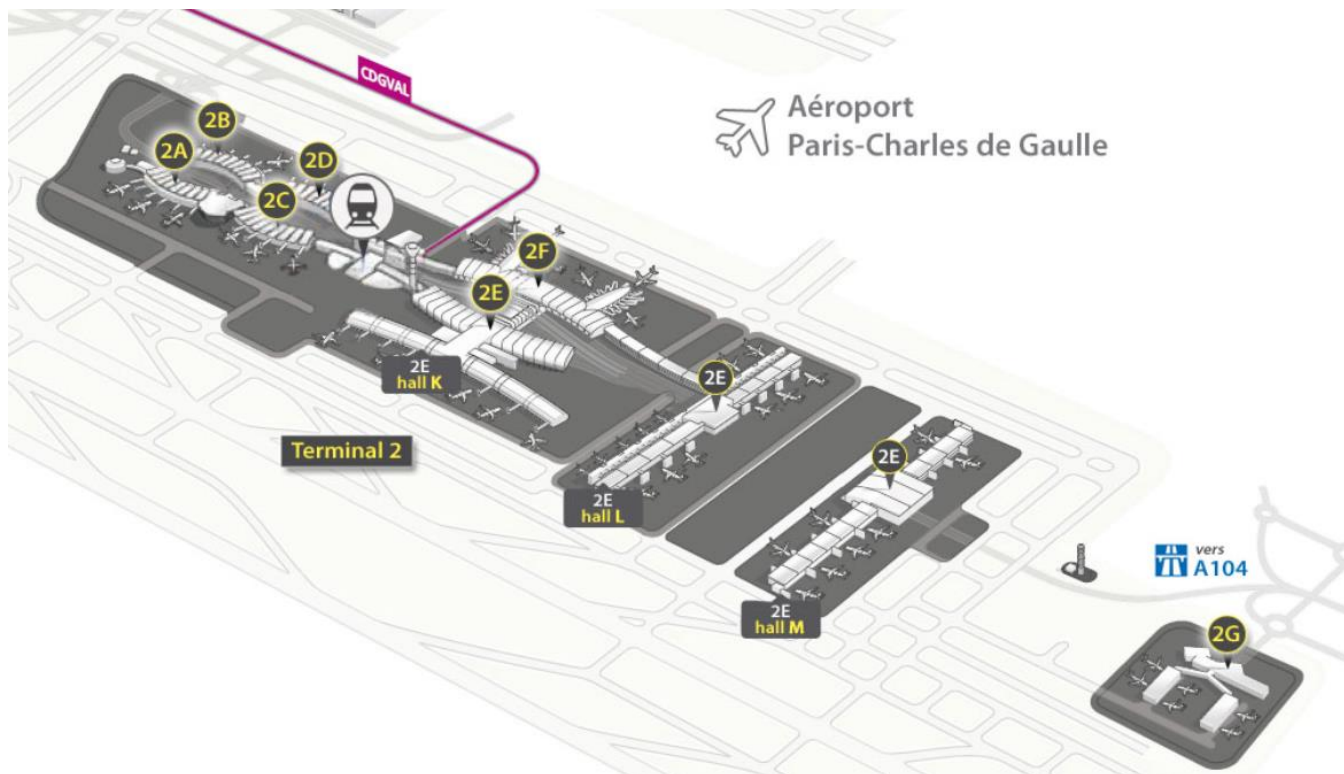 CDGVAL
Aéroport
Paris-Charles de Gaulle
2B
2A
2D
2C
2F
2E
2E
hall K
2E
Terminal 2
2E
2E
hall L
vers
A104
2E
hall M
2G